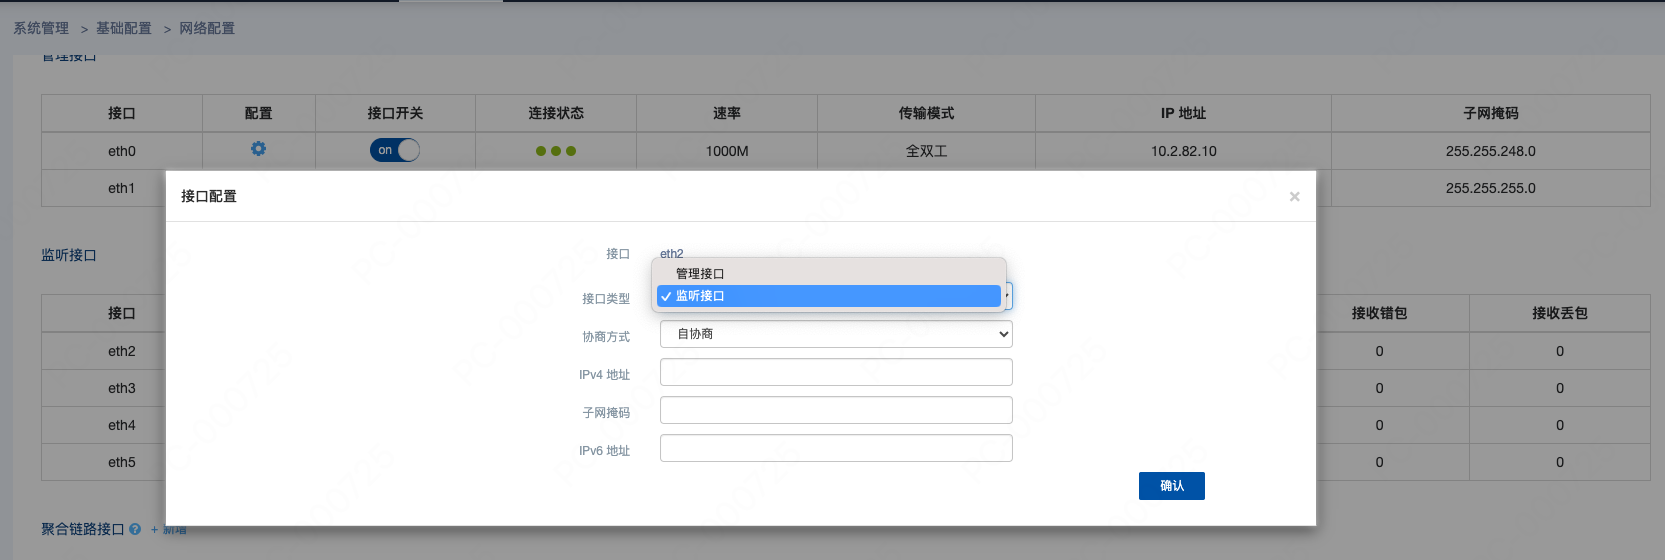 系统管理 > 基础配置 > 网络配置
管理接口
接口 配置 接口开关 连接状态 速率 传输模式 IP 地址 子网掩码
eth0 on 1000M 全双工 10.2.82.10 255.255.248.0
eth1 255.255.255.0
接口配置 ×
监听接口
接口 eth2
管理接口
接口类型 ✓ 监听接口
接口 接收错包 接收丢包
协商方式 自协商
eth2 0 0
IPv4 地址
eth3 0 0
子网掩码
eth4 0 0
IPv6 地址
eth5 0 0
确认
聚合链路接口 ? + 新增
PC-000725